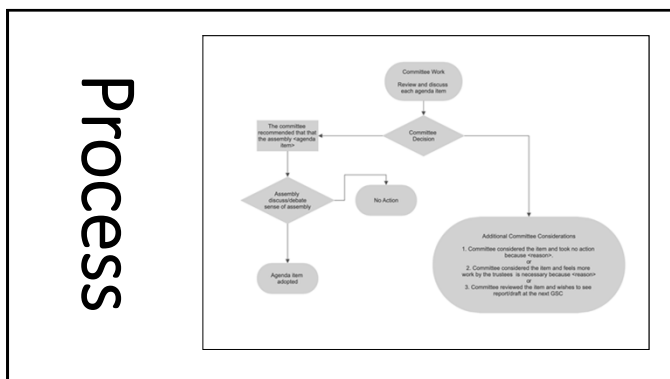 Process
Committee Work
Review and discuss
each agenda item
Committee
Decision
The committee
recommended that that
the assembly <agenda
item>
Assembly
discuss/debate
sense of assembly
No Action
Agenda item
adopted
Additional Committee Considerations
1. Committee considered the item and took no action
because <reason>.
or
2. Committee considered the item and feels more
work by the trustees is necessary because <reason>
or
3. Committee reviewed the item and wishes to see
report/draft at the next GSC